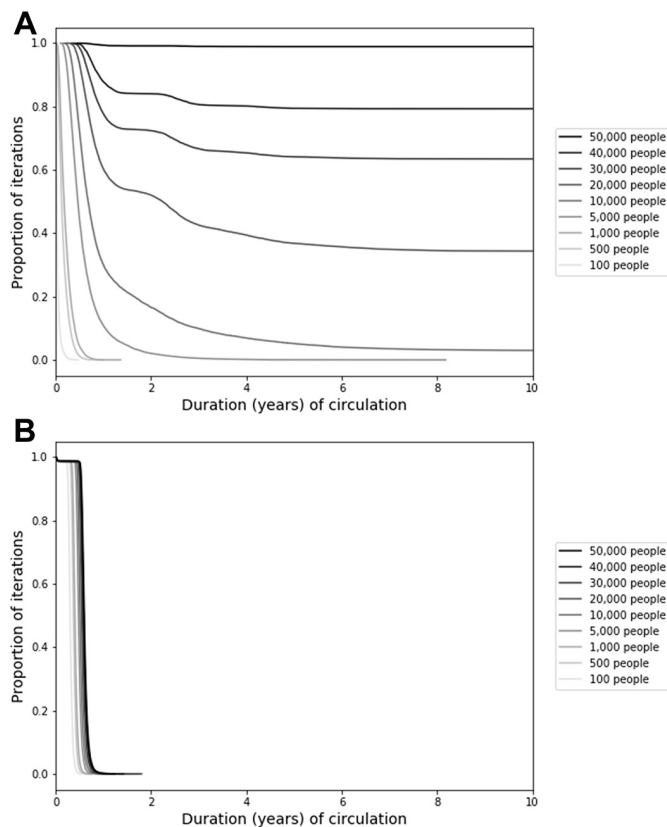 A
1.0
0.8
0.6
0.4
0.2
0.0
Proportion of iterations
0 2 4 6 8 10
Duration (years) of circulation
50,000 people
40,000 people
30,000 people
20,000 people
10,000 people
5,000 people
1,000 people
500 people
100 people
B
1.0
0.8
0.6
0.4
0.2
0.0
Proportion of iterations
0 2 4 6 8 10
Duration (years) of circulation
50,000 people
40,000 people
30,000 people
20,000 people
10,000 people
5,000 people
1,000 people
500 people
100 people